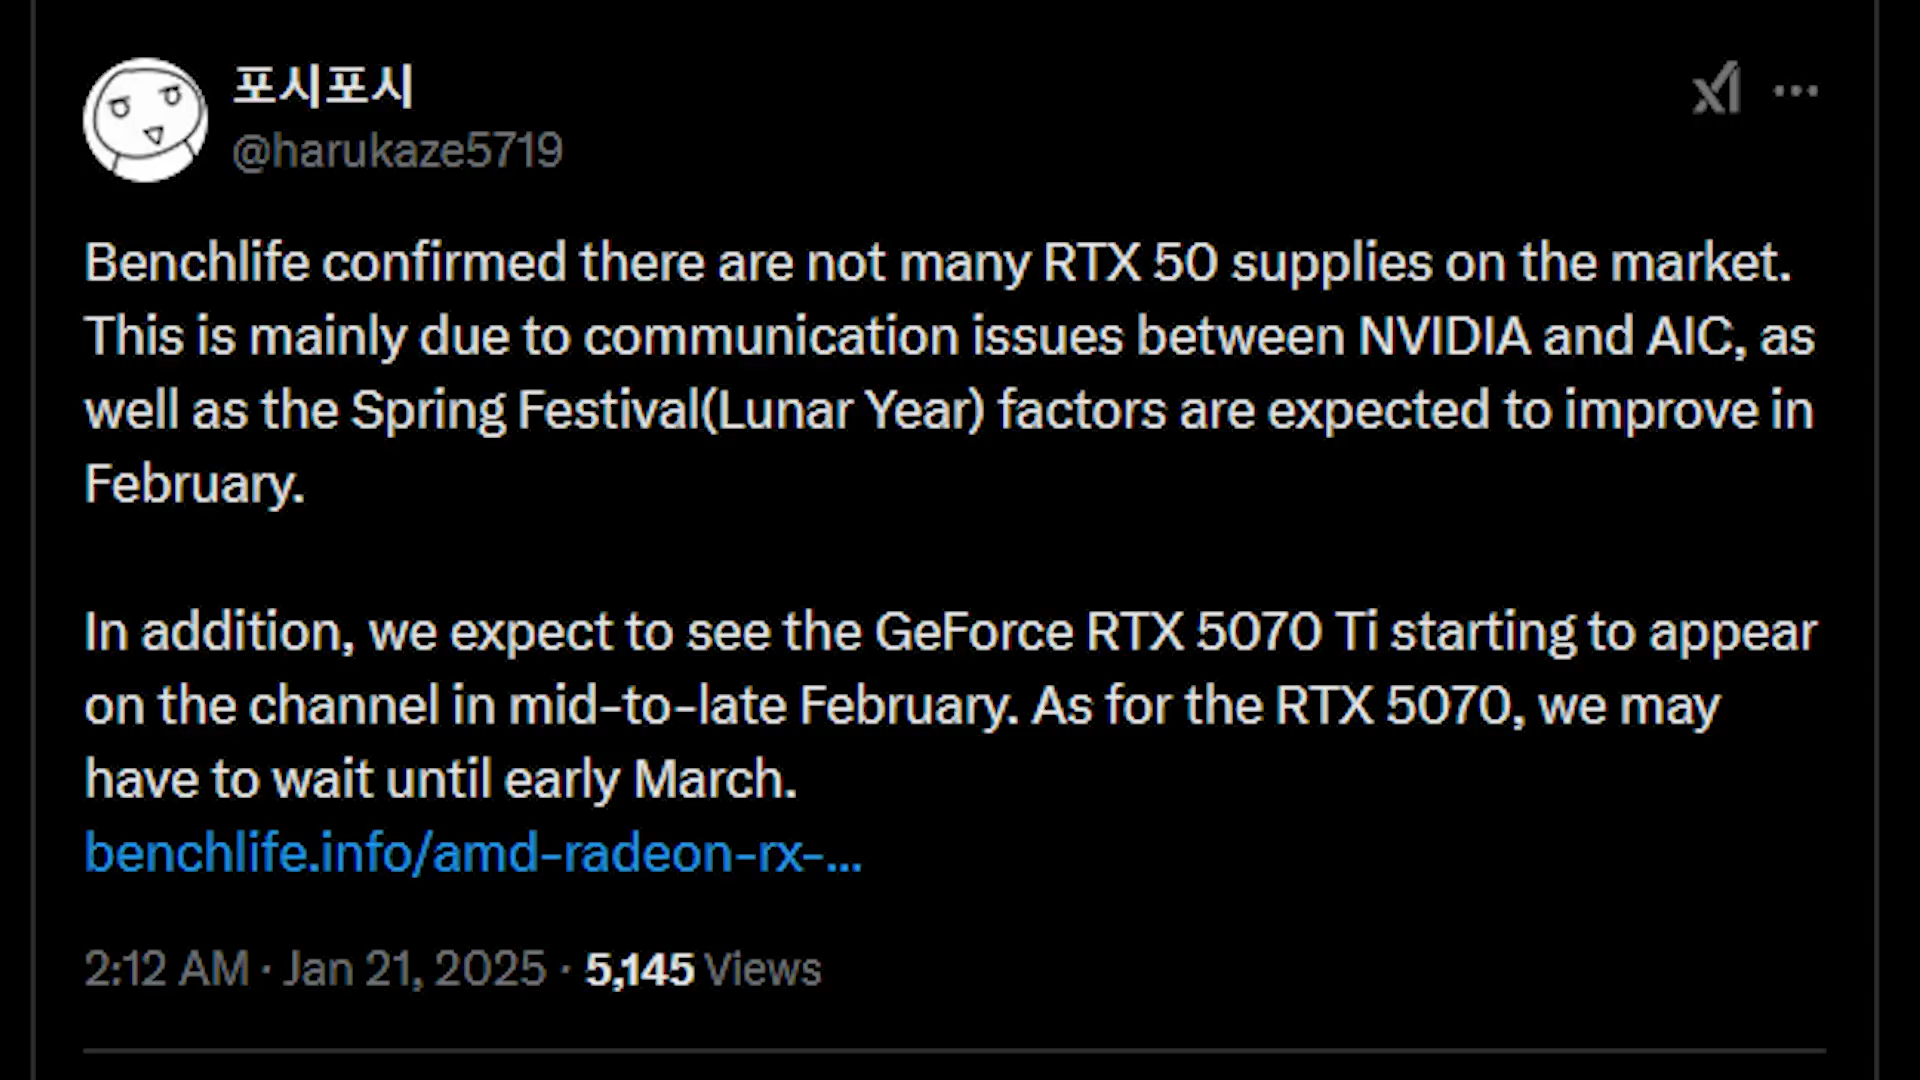 포시포시
@harukaze5719
Benchlife confirmed there are not many RTX 50 supplies on the market.
This is mainly due to communication issues between NVIDIA and AIC, as
well as the Spring Festival(Lunar Year) factors are expected to improve in
February.
In addition, we expect to see the GeForce RTX 5070 Ti starting to appear
on the channel in mid-to-late February. As for the RTX 5070, we may
have to wait until early March.
benchlife.info/amd-radeon-rx-...
2:12 AM · Jan 21, 2025 · 5,145 Views